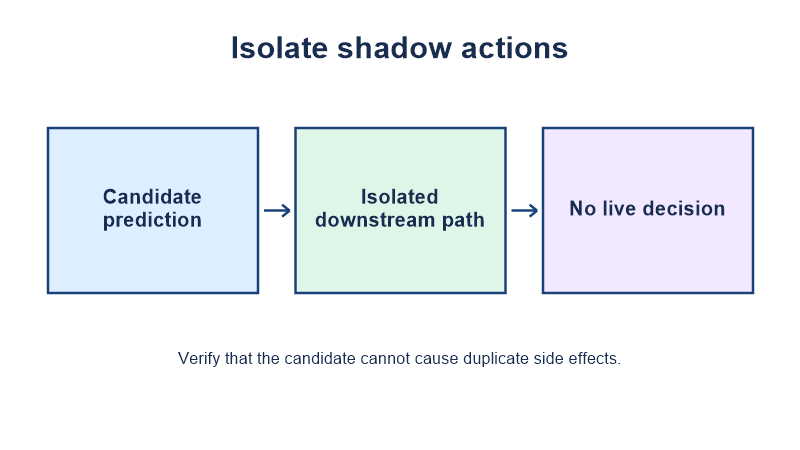 Isolate shadow actions
Candidate
prediction
Isolated
downstream path
No live decision
Verify that the candidate cannot cause duplicate side effects.